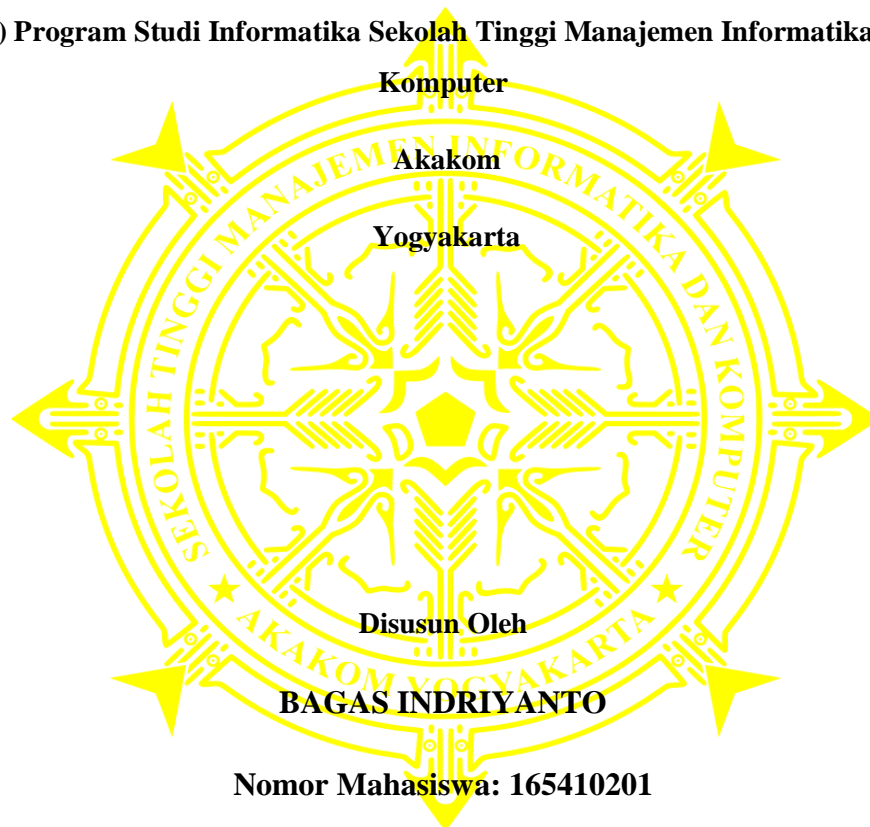 ) Program Studi Informatika Sekolah Tinggi Manajemen Informatika
Komputer
Akakom
Yogyakarta
SEKOLAH TINGGI MANAJEMEN INFORMATIKA DAN KOMPUTER
★ AKAKOM YOGYAKARTA ★
Disusun Oleh
BAGAS INDRIYANTO
Nomor Mahasiswa: 165410201